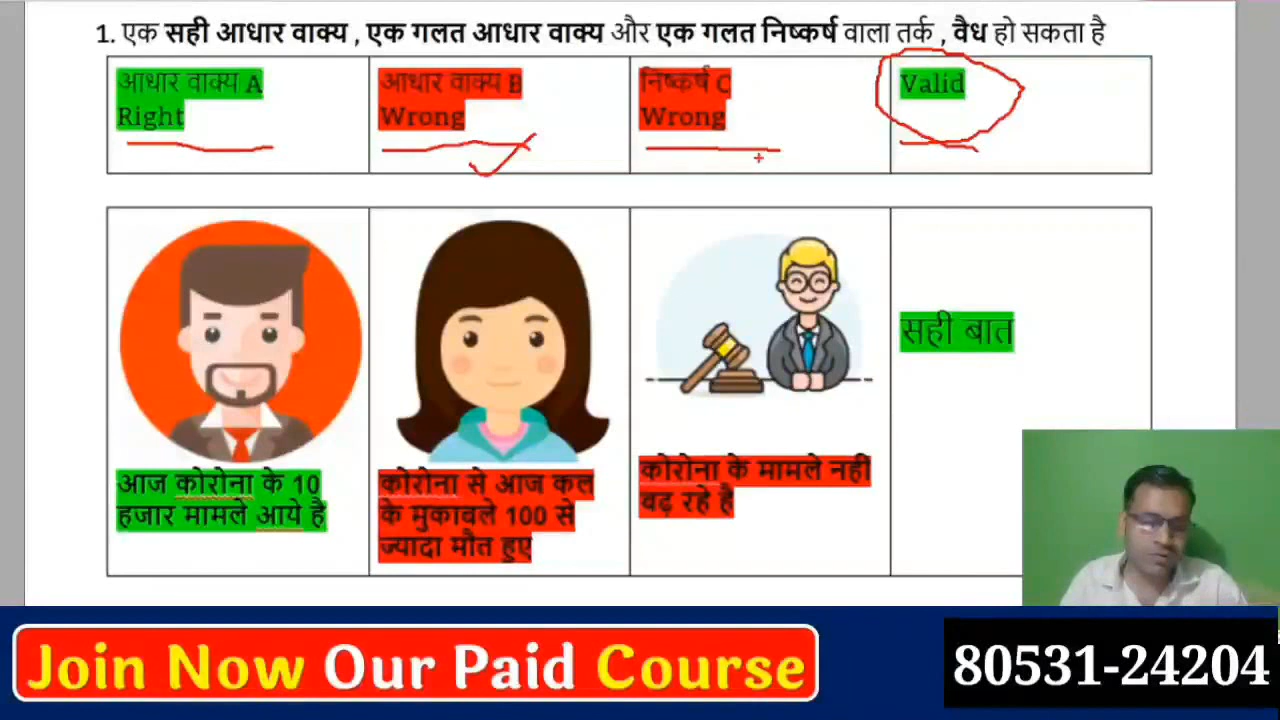 1. एक सही आधार वाक्य , एक गलत आधार वाक्य और एक गलत निष्कर्ष वाला तर्क , वैध हो सकता है
आधार वाक्य A
Right
आधार वाक्य B
Wrong
निष्कर्ष C
Wrong
Valid
आज कोरोना के 10
हजार मामले आये है
कोरोना से आज कल
के मुकाबले 100 से
ज्यादा मौत हुए
कोरोना के मामले नही
बढ़ रहे है
सही बात
Join Now Our Paid Course
80531-24204